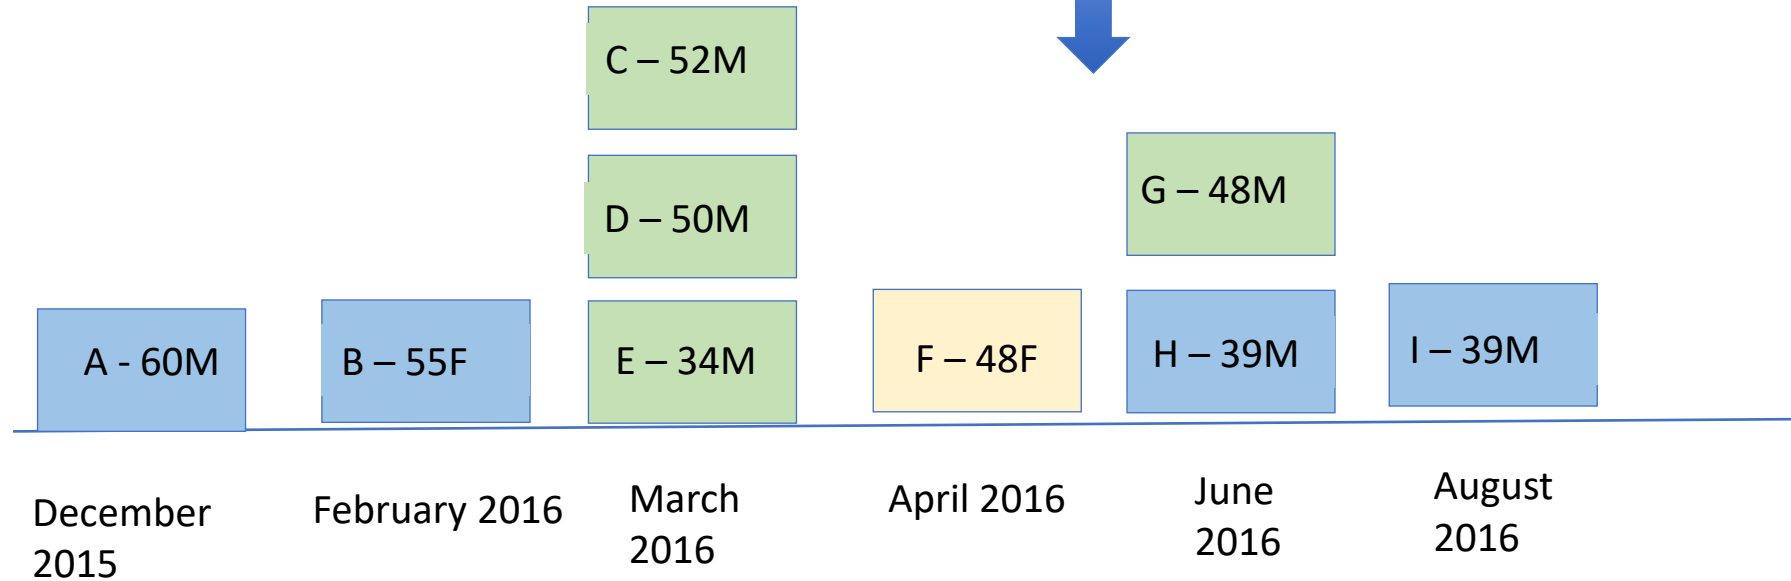 C – 52M
D – 50M
G – 48M
A - 60M
B – 55F
E – 34M
F – 48F
H – 39M
I – 39M
December
2015
February 2016
March
2016
April 2016
June
2016
August
2016